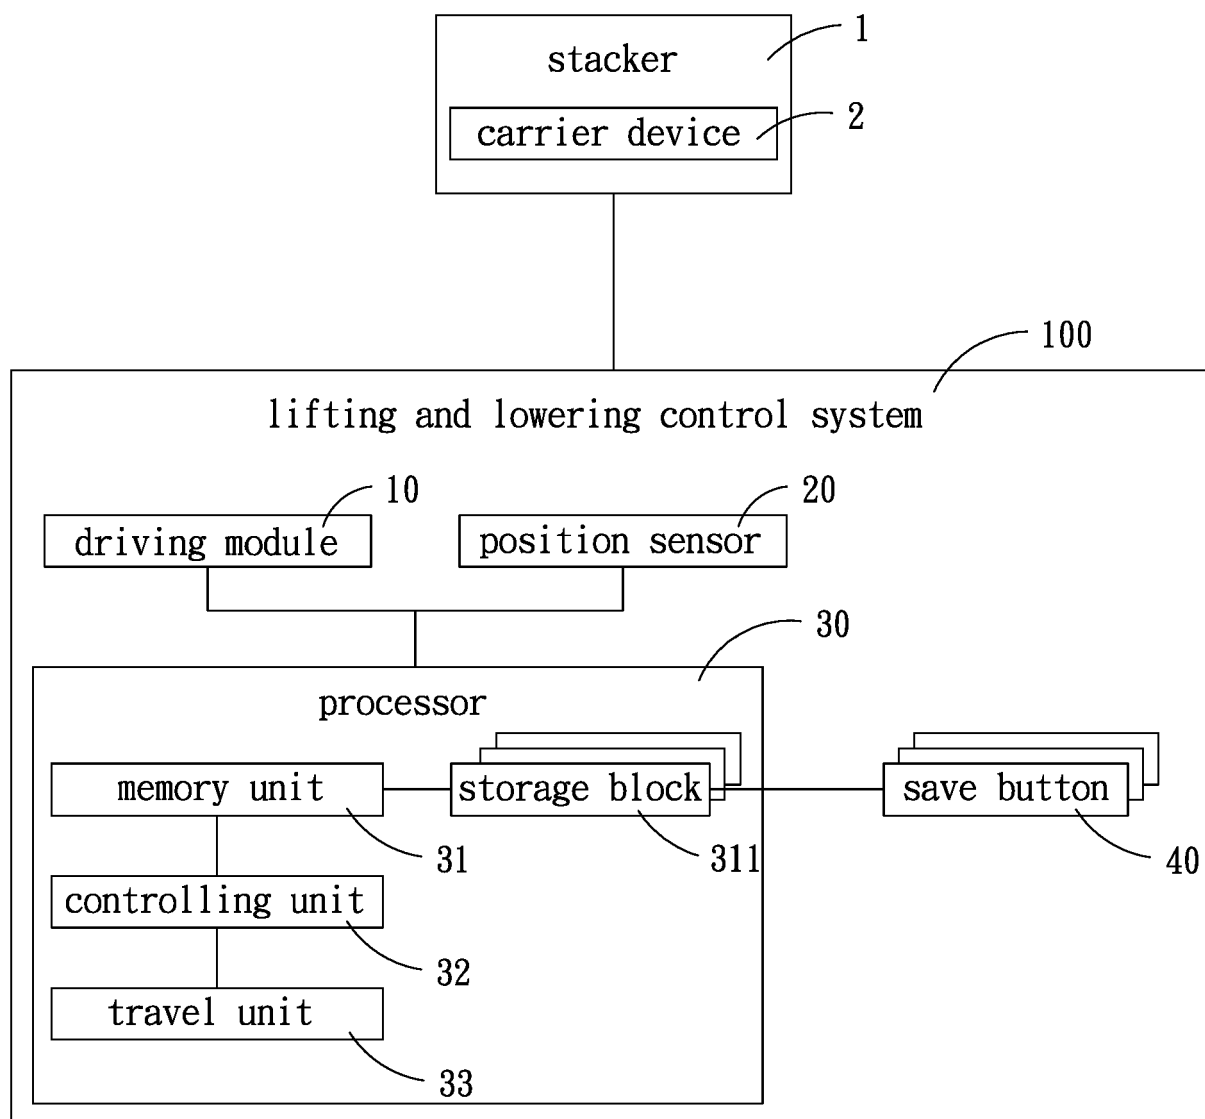 1
stacker
carrier device
2
100
lifting and lowering control system
10
20
driving module
position sensor
30
processor
memory unit
storage block
save button
31
311
40
controlling unit
32
travel unit
33